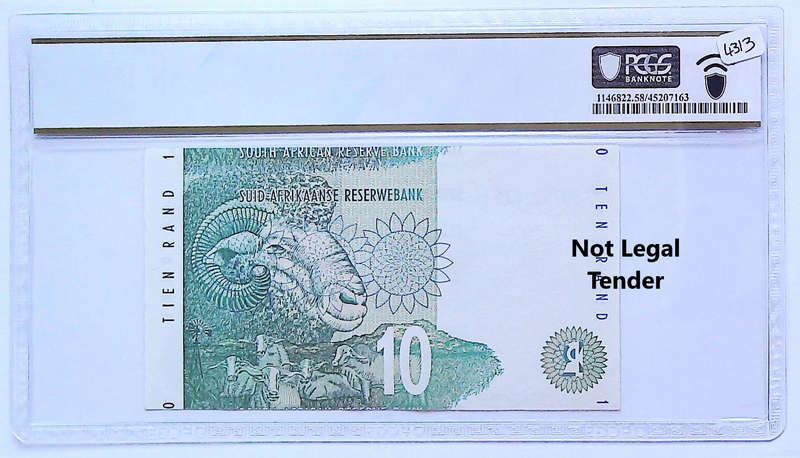 4313
PCGS
BANKNOTE
1146822.58/45207163
SOUTH AFRICAN RESERVE BANK
SUID-AFRIKAANSE RESERWEBANK
TIEN RAND 1
0
0 TEN RAND
1
10
Not Legal
Tender